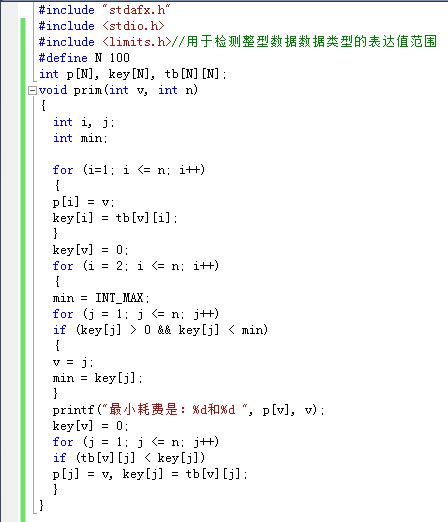 #include "stdafx.h"
#include <stdio.h>
#include <limits.h>//用于检测整型数据数据类型的表达值范围
#define N 100
int p[N], key[N], tb[N][N];
void prim(int v, int n)
{
int i, j;
int min;
for (i=1; i <= n; i++)
{
p[i] = v;
key[i] = tb[v][i];
}
key[v] = 0;
for (i = 2; i <= n; i++)
{
min = INT_MAX;
for (j = 1; j <= n; j++)
if (key[j] > 0 && key[j] < min)
{
v = j;
min = key[j];
}
printf("最小耗费是: %d和%d ", p[v], v);
key[v] = 0;
for (j = 1; j <= n; j++)
if (tb[v][j] < key[j])
p[j] = v, key[j] = tb[v][j];
}
}